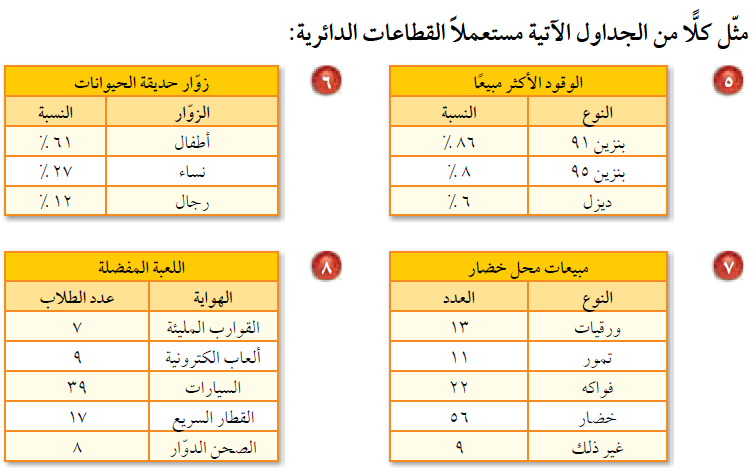 مثّل كلًّا من الجداول الآتية مستعملاً القطاعات الدائرية:
٥
الوقود الأكثر مبيعًا
النوع النسبة
بنزين ٩١ ٨٦٪
بنزين ٩٥ ٨٪
ديزل ٦٪
٦
زوّار حديقة الحيوانات
الزوّار النسبة
أطفال ٦١٪
نساء ٢٧٪
رجال ١٢٪
٧
مبيعات محل خضار
النوع العدد
ورقيات ١٣
تمور ١١
فواكه ٢٢
خضار ٥٦
غير ذلك ٩
٨
اللعبة المفضلة
الهواية عدد الطلاب
القوارب المليئة ٧
ألعاب الكترونية ٩
السيارات ٣٩
القطار السريع ١٧
الصحن الدوّار ٨